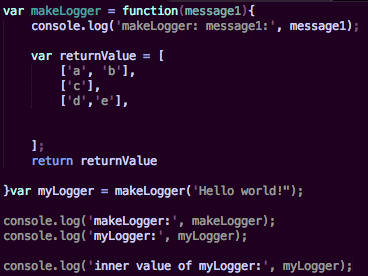 var makeLogger = function(message1){
console.log('makeLogger: message1:', message1);
var returnValue = [
['a', 'b'],
['c'],
['d','e'],
];
return returnValue
}var myLogger = makeLogger('Hello world!");
console.log('makeLogger:', makeLogger);
console.log('myLogger:', myLogger);
console.log('inner value of myLogger:', myLogger);